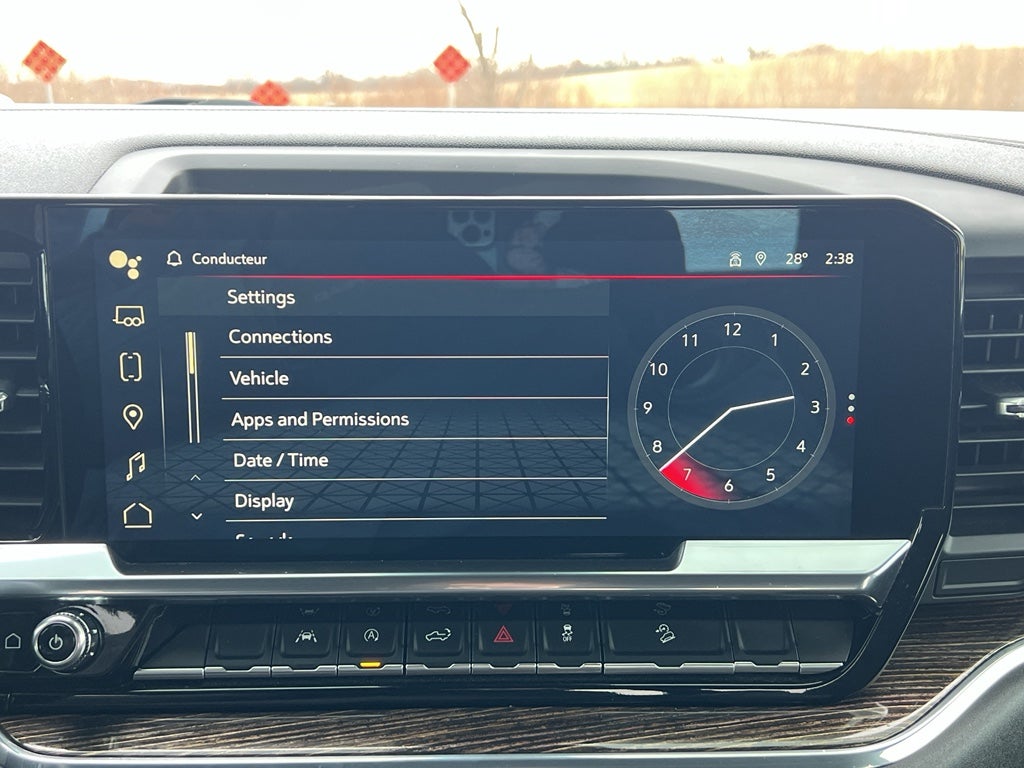 Conducteur 28° 2:38
Settings
Connections
Vehicle
Apps and Permissions
Date / Time
Display
12
11 1
10 2
9 3
8 4
7 5
6
OFF